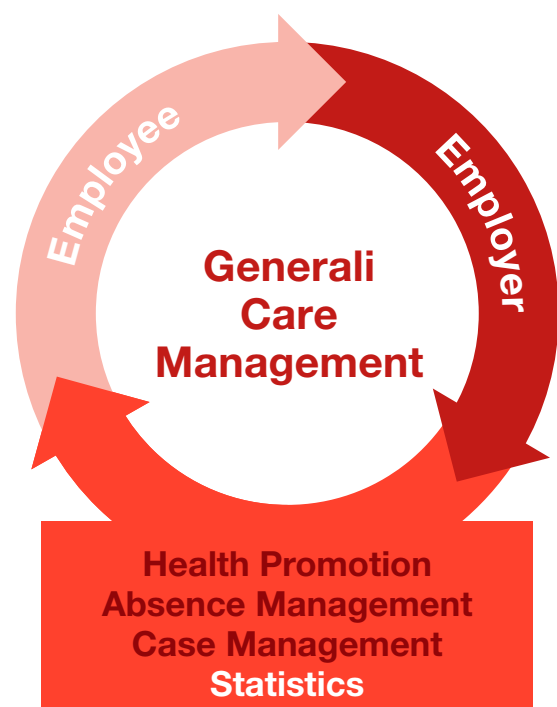 Employee
Employer
Generali
Care
Management
Health Promotion
Absence Management
Case Management
Statistics